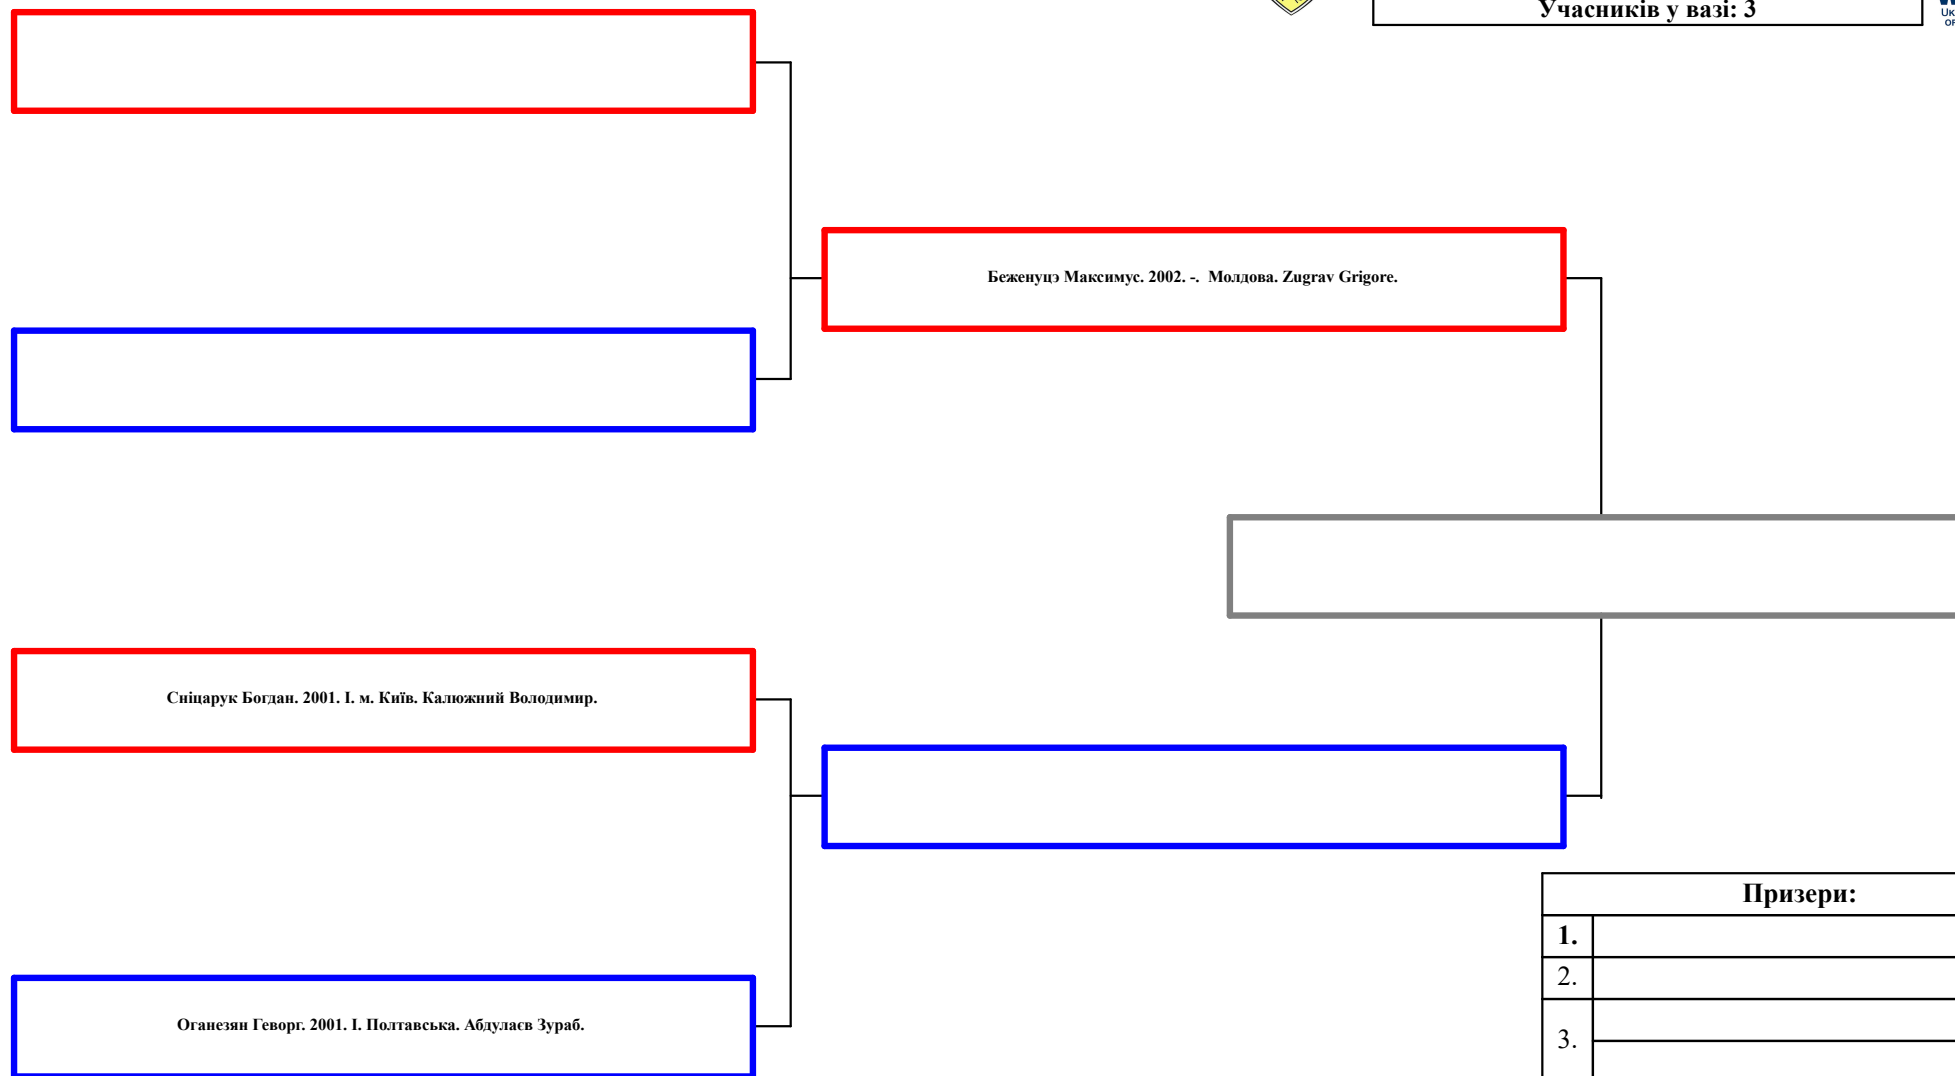 Учасників у вазі: 3
Беженуцэ Максимус. 2002. -. Молдова. Zugrav Grigore.
Сніцарук Богдан. 2001. І. м. Київ. Калюжний Володимир.
Оганезян Геворг. 2001. І. Полтавська. Абдулаєв Зураб.
Призери:
1.
2.
3.